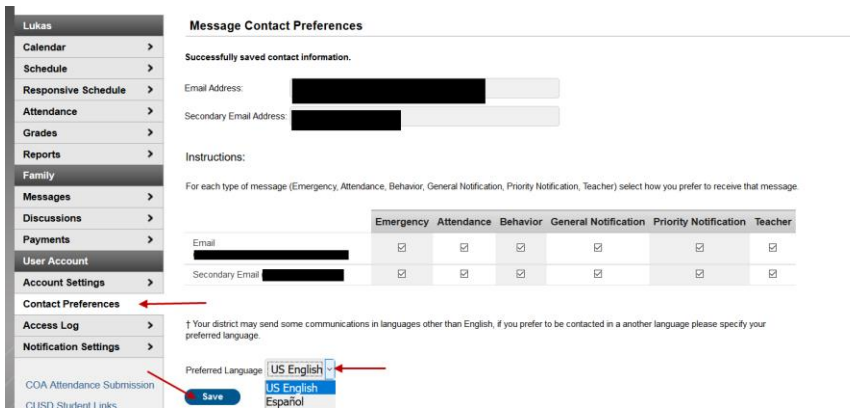 Lukas
Calendar
Schedule
Responsive Schedule
Attendance
Grades
Reports
Family
Messages
Discussions
Payments
User Account
Account Settings
Contact Preferences
Access Log
Notification Settings
COA Attendance Submission
CUSD Student Links
Message Contact Preferences
Successfully saved contact information.
Email Address:
Secondary Email Address:
Instructions:
For each type of message (Emergency, Attendance, Behavior, General Notification, Priority Notification, Teacher) select how you prefer to receive that message.
Emergency Attendance Behavior General Notification Priority Notification Teacher
Email
Secondary Email
† Your district may send some communications in languages other than English, if you prefer to be contacted in a another language please specify your
preferred language.
Preferred Language US English
US English
Español
Save